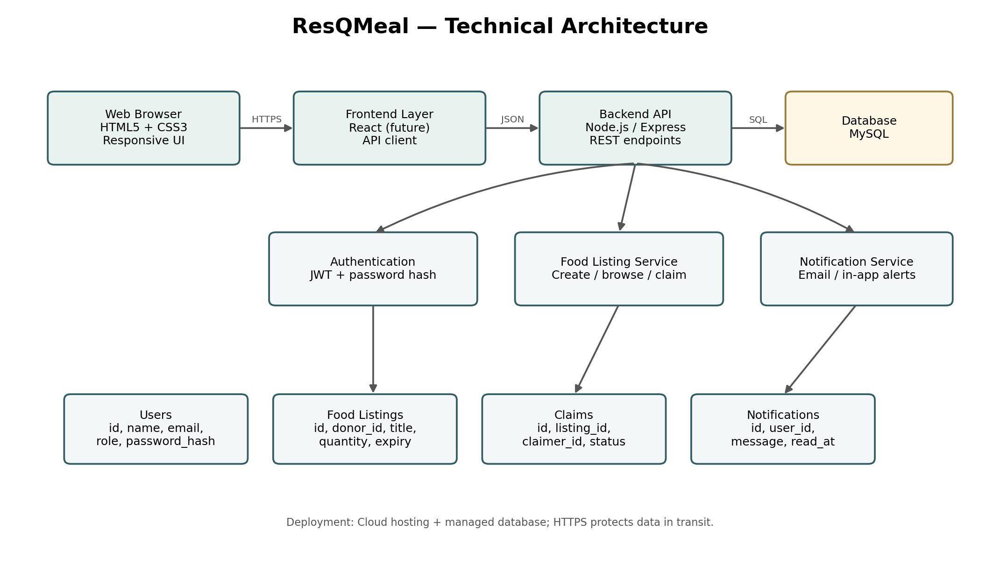 ResQMeal — Technical Architecture
Web Browser
HTML5 + CSS3
Responsive UI
HTTPS
Frontend Layer
React (future)
API client
JSON
Backend API
Node.js / Express
REST endpoints
SQL
Database
MySQL
Authentication
JWT + password hash
Food Listing Service
Create / browse / claim
Notification Service
Email / in-app alerts
Users
id, name, email,
role, password_hash
Food Listings
id, donor_id, title,
quantity, expiry
Claims
id, listing_id,
claimer_id, status
Notifications
id, user_id,
message, read_at
Deployment: Cloud hosting + managed database; HTTPS protects data in transit.